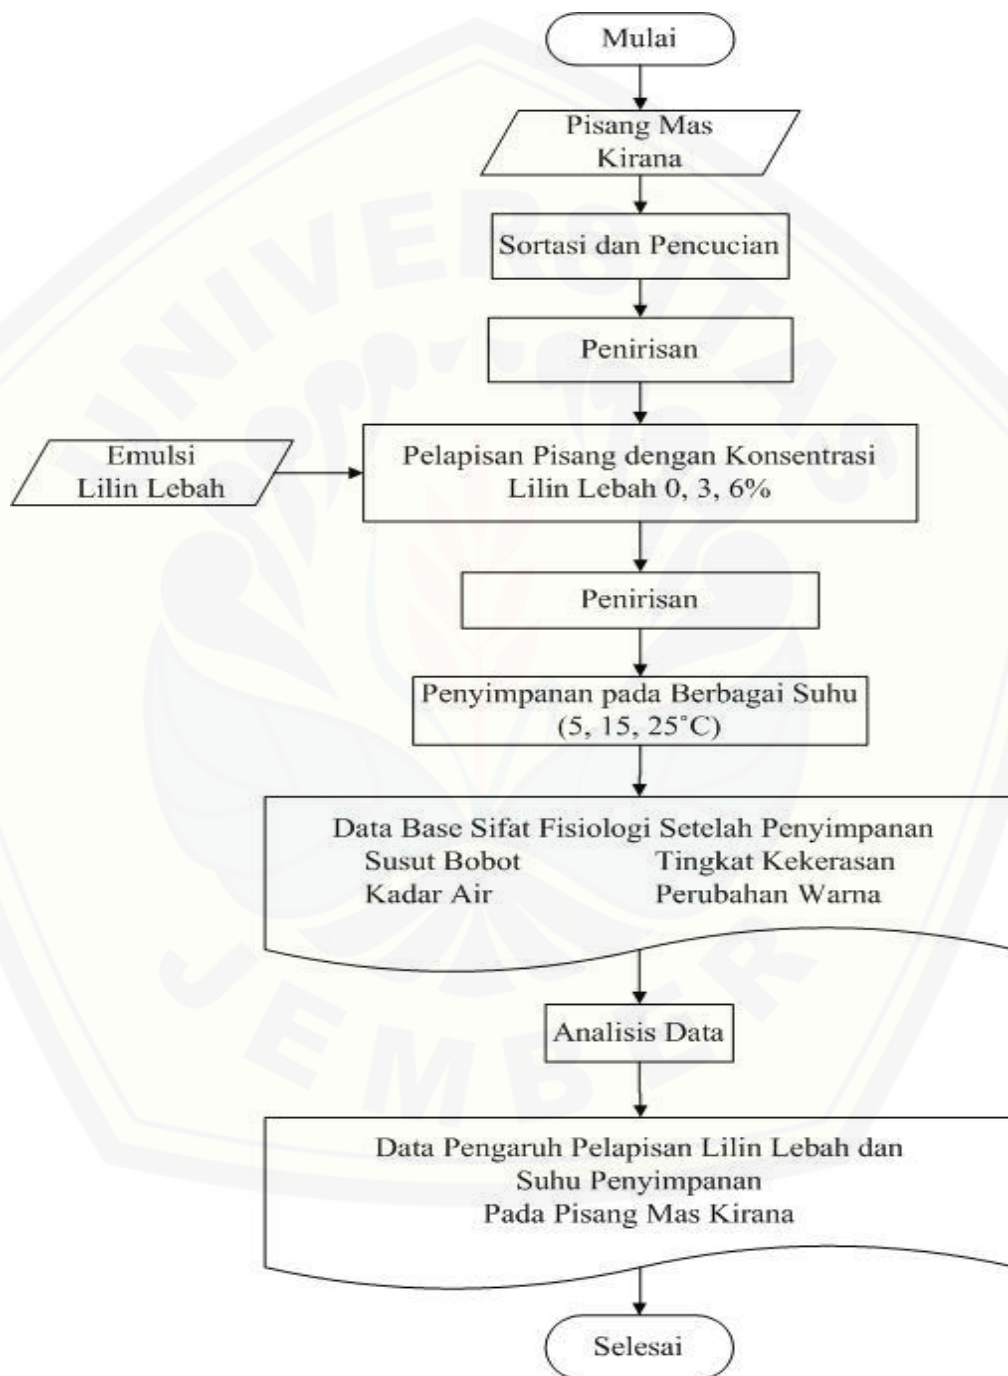 Mulai
Pisang Mas
Kirana
Sortasi dan Pencucian
Penirisan
Emulsi
Lilin Lebah
Pelapisan Pisang dengan Konsentrasi
Lilin Lebah 0, 3, 6%
Penirisan
Penyimpanan pada Berbagai Suhu
(5, 15, 25˚C)
Data Base Sifat Fisiologi Setelah Penyimpanan
Susut Bobot Tingkat Kekerasan
Kadar Air Perubahan Warna
Analisis Data
Data Pengaruh Pelapisan Lilin Lebah dan
Suhu Penyimpanan
Pada Pisang Mas Kirana
Selesai
UNIVERSITAS
JEMBER